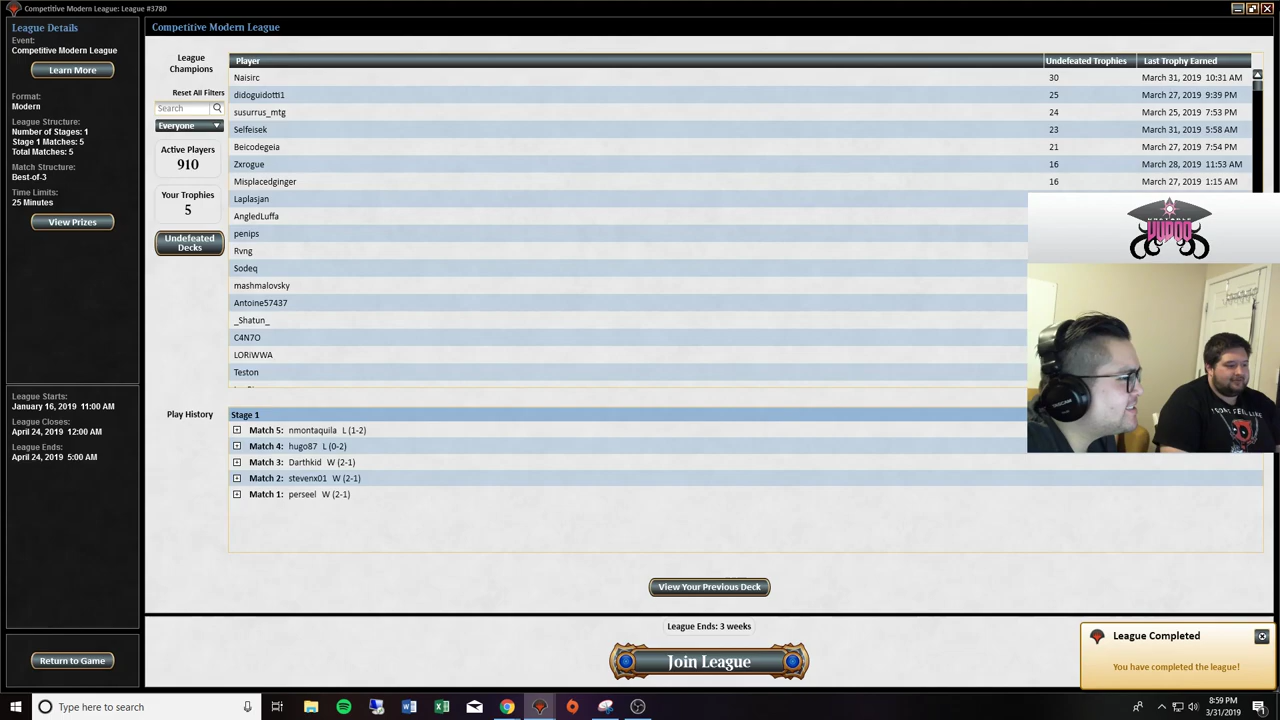 Competitive Modern League: League #3780
League Details
Event:
Competitive Modern League
Learn More
Format:
Modern
League Structure:
Number of Stages: 1
Stage 1 Matches: 5
Total Matches: 5
Match Structure:
Best-of-3
Time Limits:
25 Minutes
View Prizes
League Starts:
January 16, 2019 11:00 AM
League Closes:
April 24, 2019 12:00 AM
League Ends:
April 24, 2019 5:00 AM
Return to Game
Competitive Modern League
League
Champions
Reset All Filters
Search
Everyone
Active Players
910
Your Trophies
5
Undefeated
Decks
Player Undefeated Trophies Last Trophy Earned
Naisirc 30 March 31, 2019 10:31 AM
didoguidotti1 25 March 27, 2019 9:39 PM
susurrus_mtg 24 March 25, 2019 7:53 PM
Selfeisek 23 March 31, 2019 5:58 AM
Beicodegeia 21 March 27, 2019 7:54 PM
Zxrogue 16 March 28, 2019 11:53 AM
Misplacedginger 16 March 27, 2019 1:15 AM
Laplasjan
AngledLuffa
penips
Rvng
Sodeq
mashmalovsky
Antoine57437
_Shatun_
C4N7O
LORiWWA
Teston
VUDOO
Play History
Stage 1
Match 5: nmontaquila L (1-2)
Match 4: hugo87 L (0-2)
Match 3: Darthkid W (2-1)
Match 2: stevenx01 W (2-1)
Match 1: perseel W (2-1)
View Your Previous Deck
League Ends: 3 weeks
Join League
League Completed
You have completed the league!
Type here to search
8:59 PM
3/31/2019